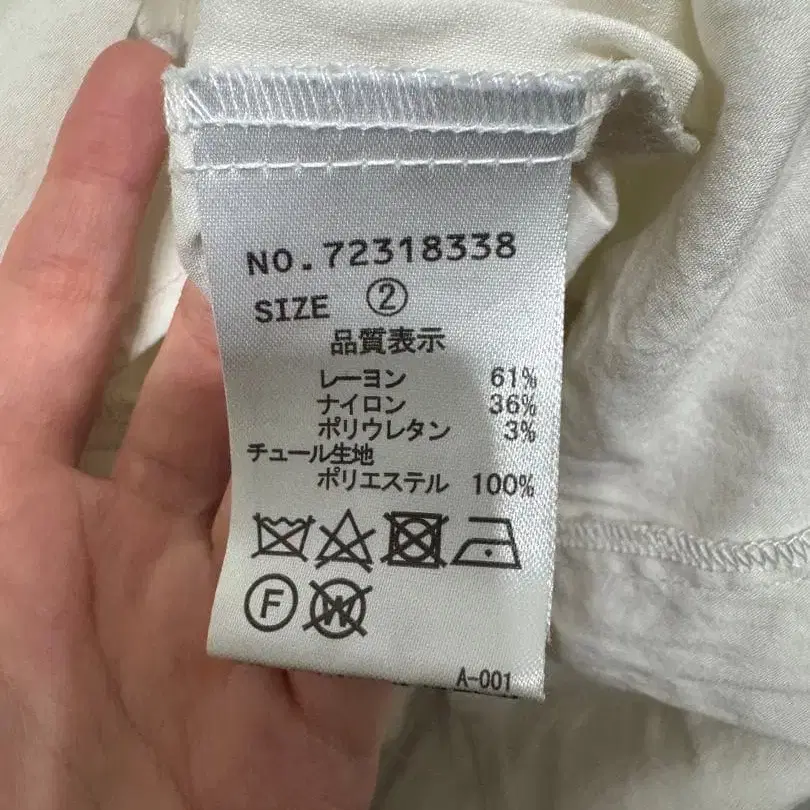 NO.72318338
SIZE ②
品質表示
レーヨン 61%
ナイロン 36%
ポリウレタン 3%
チュール生地
ポリエステル 100%
F W
A-001